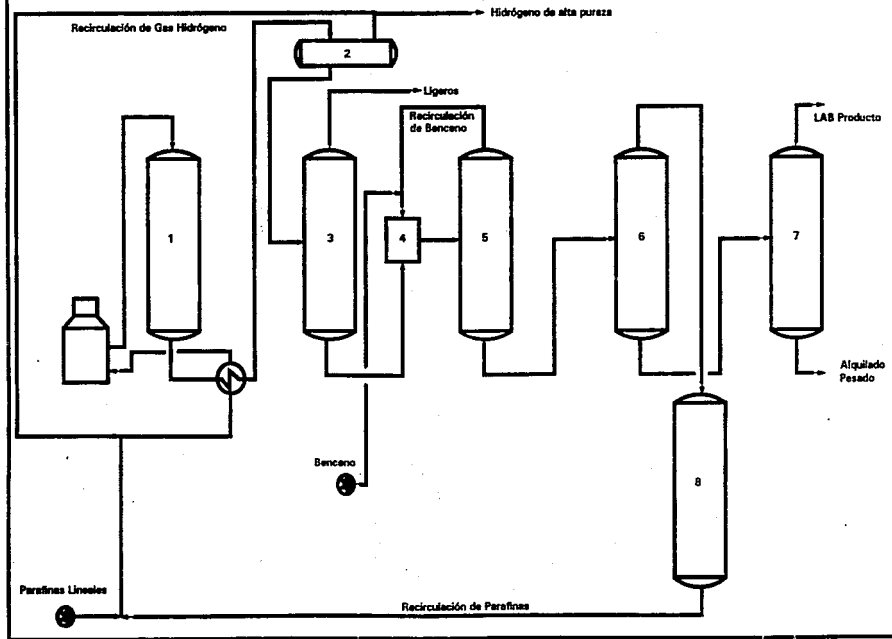 Hidrógeno de alta pureza
Recirculación de Gas Hidrógeno
2
Ligeros
Recirculación
de Benceno
LAB Producto
1
3
4
5
6
7
Alquilado
Pesado
Benceno
8
Parafinas Lineales
Recirculación de Parafinas